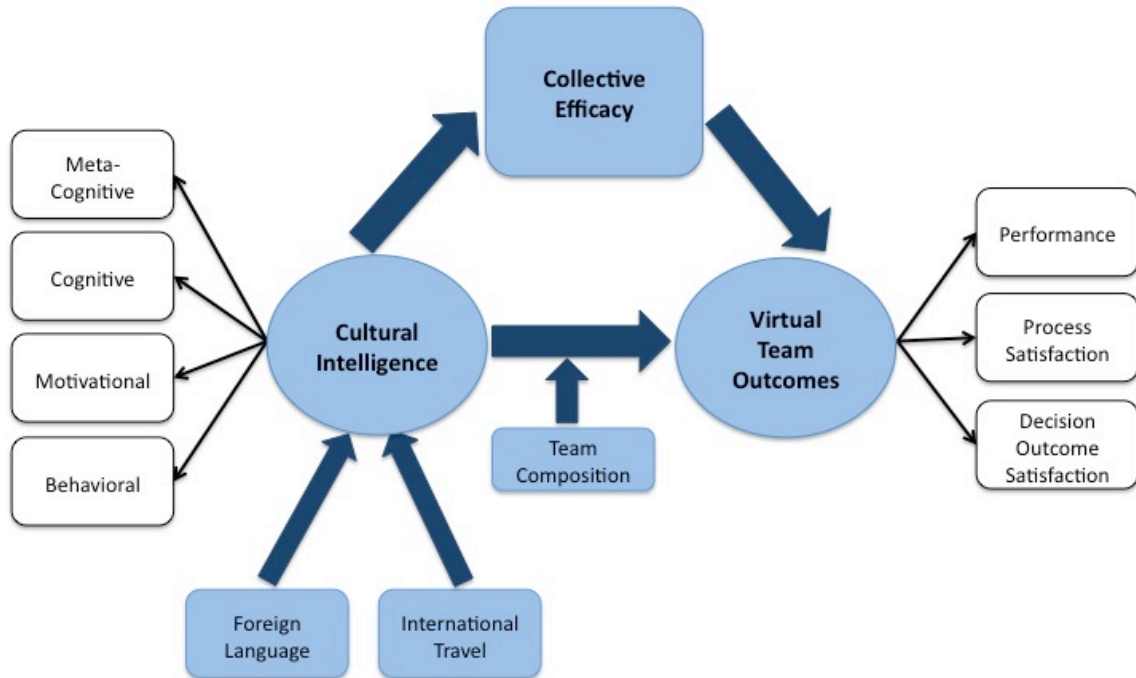 Collective
Efficacy
Meta-
Cognitive
Cognitive
Motivational
Behavioral
Cultural
Intelligence
Virtual
Team
Outcomes
Performance
Process
Satisfaction
Decision
Outcome
Satisfaction
Team
Composition
Foreign
Language
International
Travel